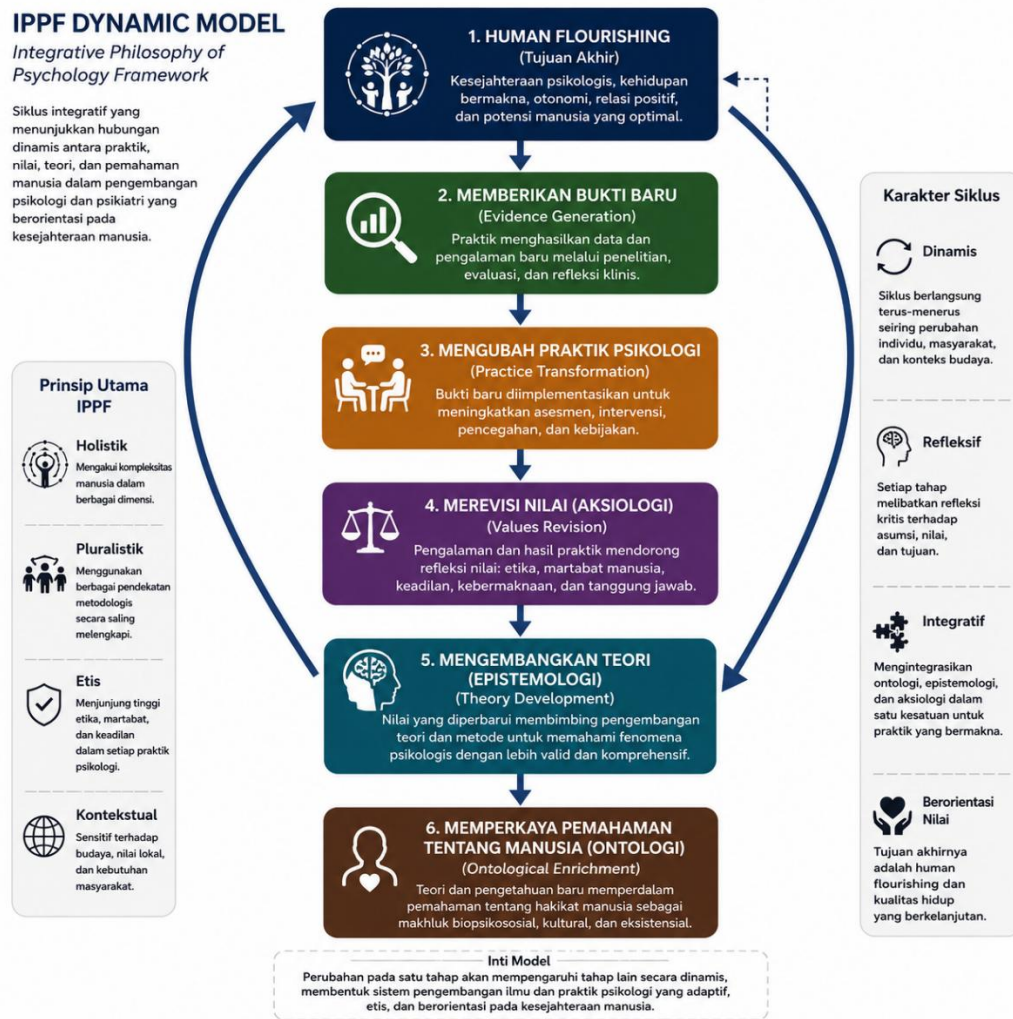 IPPF DYNAMIC MODEL
Integrative Philosophy of
Psychology Framework
Siklus integratif yang
menunjukkan hubungan
dinamis antara praktik,
nilai, teori, dan pemahaman
manusia dalam pengembangan
psikologi dan psikiatri yang
berorientasi pada
kesejahteraan manusia.
1. HUMAN FLOURISHING
(Tujuan Akhir)
Kesejahteraan psikologis, kehidupan
bermakna, otonomi, relasi positif,
dan potensi manusia yang optimal.
2. MEMBERIKAN BUKTI BARU
(Evidence Generation)
Praktik menghasilkan data dan
pengalaman baru melalui penelitian,
evaluasi, dan refleksi klinis.
3. MENGUBAH PRAKTIK PSIKOLOGI
(Practice Transformation)
Bukti baru diimplementasikan untuk
meningkatkan asesmen, intervensi,
pencegahan, dan kebijakan.
4. MEREVISI NILAI (AKSIOLOGI)
(Values Revision)
Pengalaman dan hasil praktik mendorong
refleksi nilai: etika, martabat manusia,
keadilan, kebermaknaan, dan tanggung jawab.
5. MENGEMBANGKAN TEORI
(EPISTEMOLOGI)
(Theory Development)
Nilai yang diperbarui membimbing pengembangan
teori dan metode untuk memahami fenomena
psikologis dengan lebih valid dan komprehensif.
6. MEMPERKAYA PEMAHAMAN
TENTANG MANUSIA (ONTOLOGI)
(Ontological Enrichment)
Teori dan pengetahuan baru memperdalam
pemahaman tentang hakikat manusia sebagai
makhluk biopsikososial, kultural, dan eksistensial.
Prinsip Utama
IPPF
Holistik
Mengakui kompleksitas
manusia dalam
berbagai dimensi.
Pluralistik
Menggunakan
berbagai pendekatan
metodologis
secara saling
melengkapi.
Etis
Menjunjung tinggi
etika, martabat,
dan keadilan
dalam setiap praktik
psikologi.
Kontekstual
Sensitif terhadap
budaya, nilai lokal,
dan kebutuhan
masyarakat.
Karakter Siklus
Dinamis
Siklus berlangsung
terus-menerus
seiring perubahan
individu, masyarakat,
dan konteks budaya.
Refleksif
Setiap tahap
melibatkan refleksi
kritis terhadap
asumsi, nilai,
dan tujuan.
Integratif
Mengintegrasikan
ontologi, epistemologi,
dan aksiologi dalam
satu kesatuan untuk
praktik yang bermakna.
Berorientasi
Nilai
Tujuan akhirnya
adalah human
flourishing dan
kualitas hidup
yang berkelanjutan.
Inti Model
Perubahan pada satu tahap akan mempengaruhi tahap lain secara dinamis,
membentuk sistem pengembangan ilmu dan praktik psikologi yang adaptif,
etis, dan berorientasi pada kesejahteraan manusia.